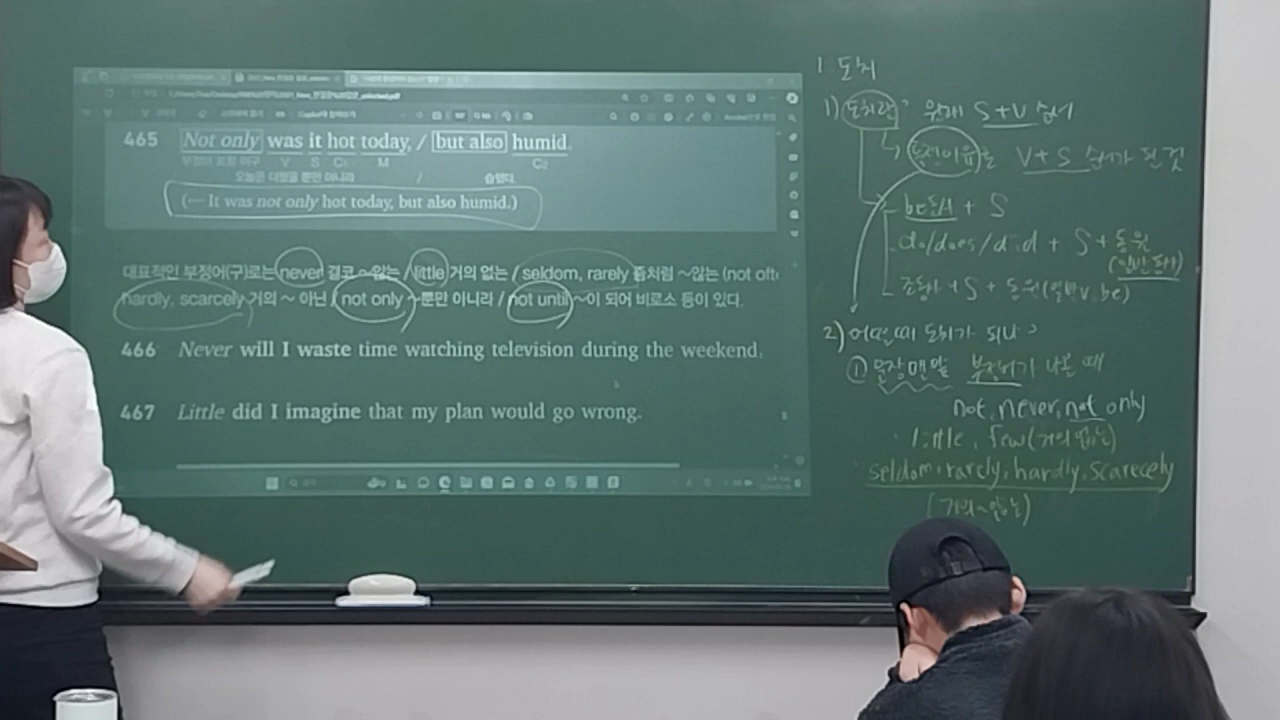 465 Not only was it hot today, / but also humid.
부정어 포함 어구 V S C₁ M C₂
오늘은 더웠을 뿐만 아니라 / 습했다.
(← It was not only hot today, but also humid.)
대표적인 부정어(구)로는 never 결코 ~않는 / little 거의 없는 / seldom, rarely 좀처럼 ~않는 (not ofte
hardly, scarcely 거의 ~ 아닌 / not only ~뿐만 아니라 / not until ~이 되어 비로소 등이 있다.
466 Never will I waste time watching television during the weekend.
467 Little did I imagine that my plan would go wrong.
1 도치
1) 도치란? 원래 S+V 순서
특정이유로 V+S 순서가 된 것
be동사 + S
do/does/did + S + 동원
(일반동사)
조동사 + S + 동원(일반V, be)
2) 어떨 때 도치가 되나?
① 문장맨앞 부정어가 나올 때
not, never, not only
little, few(거의 없는)
seldom, rarely, hardly, scarecely
(거의~않는)